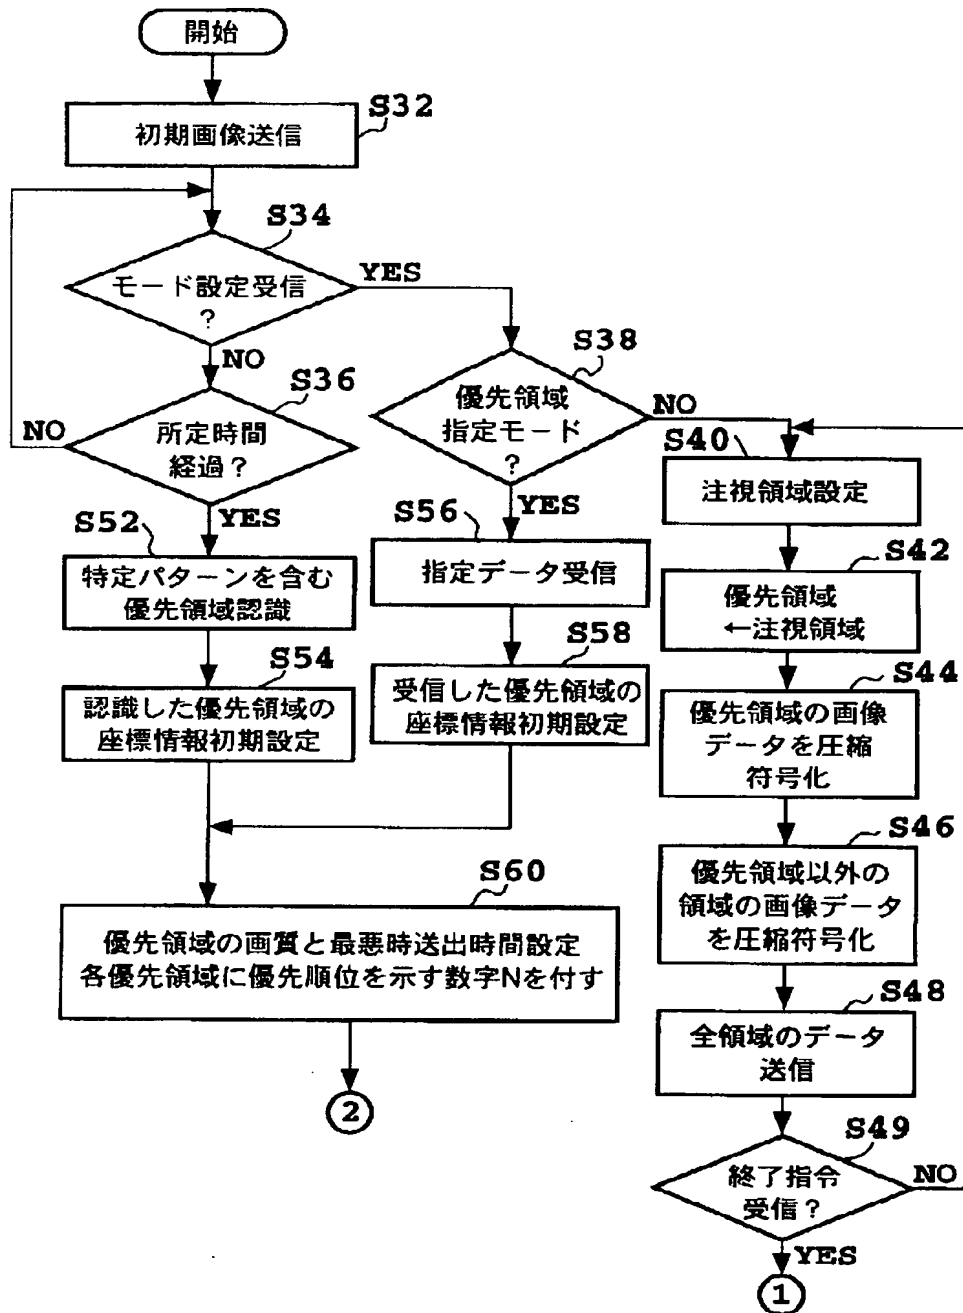 開始
S32
初期画像送信
S34
モード設定受信
?
YES
NO
S36
所定時間
経過?
NO
YES
S38
優先領域
指定モード
?
NO
YES
S40
注視領域設定
S42
優先領域
←注視領域
S44
優先領域の画像
データを圧縮
符号化
S46
優先領域以外の
領域の画像データ
を圧縮符号化
S48
全領域のデータ
送信
S49
終了指令
受信?
NO
YES
1
S52
特定パターンを含む
優先領域認識
S54
認識した優先領域の
座標情報初期設定
S56
指定データ受信
S58
受信した優先領域の
座標情報初期設定
S60
優先領域の画質と最悪時送出時間設定
各優先領域に優先順位を示す数字Nを付す
2